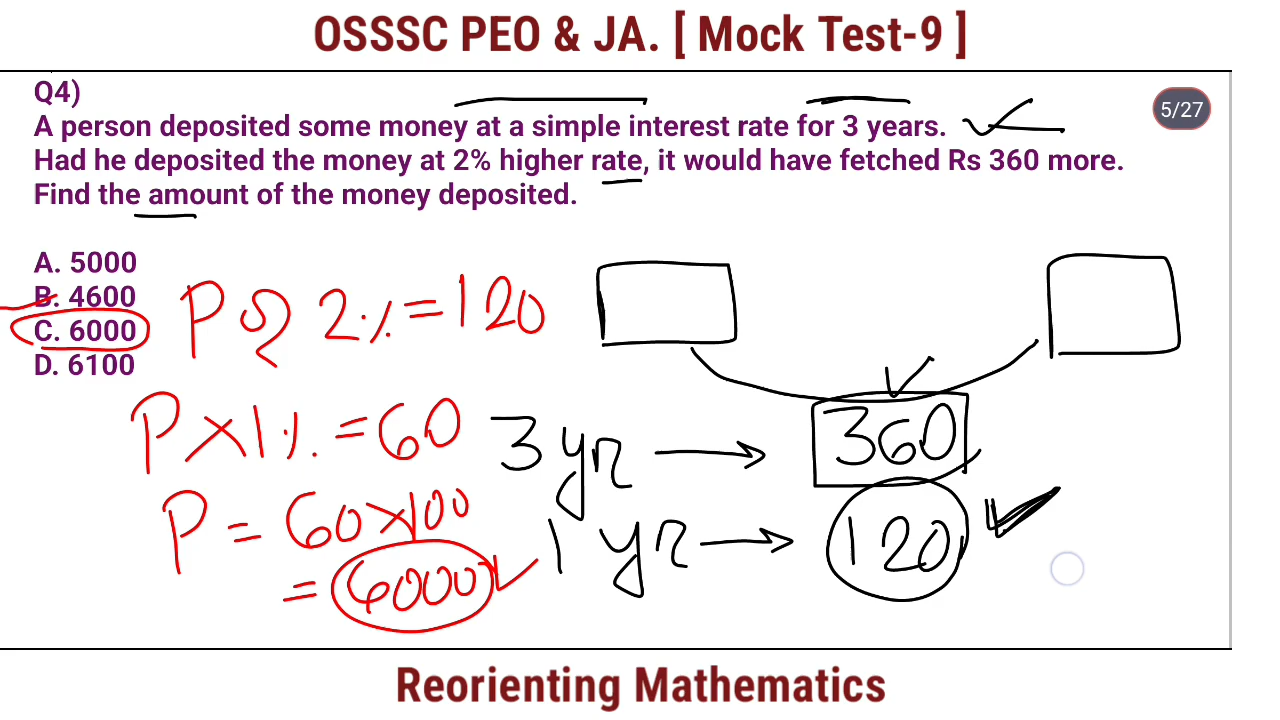 OSSSC PEO & JA. [ Mock Test-9 ]
Q4)
5/27
A person deposited some money at a simple interest rate for 3 years.
Had he deposited the money at 2% higher rate, it would have fetched Rs 360 more.
Find the amount of the money deposited.
A. 5000
B. 4600
C. 6000
D. 6100
P @ 2% = 120
P × 1% = 60
P = 60 × 100
= 6000
3 yr → 360
1 yr → 120
Reorienting Mathematics